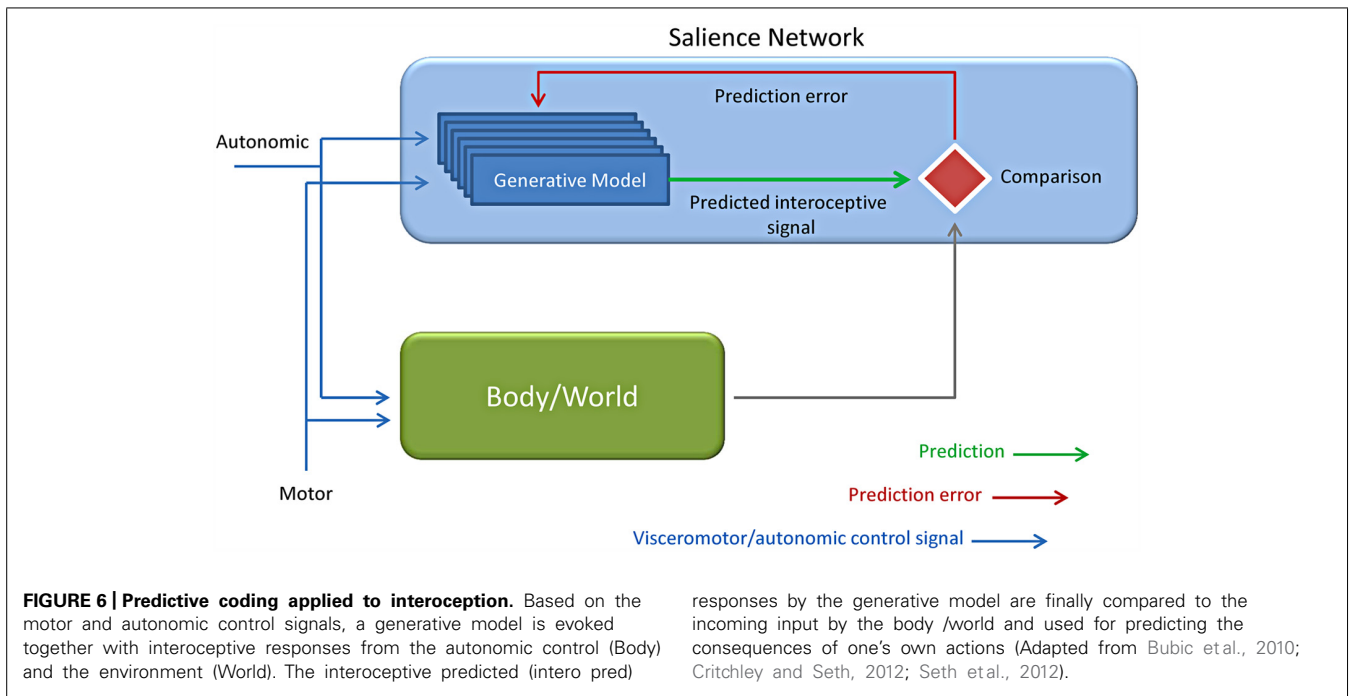 Salience Network
Prediction error
Autonomic
Generative Model
Comparison
Predicted interoceptive
signal
Body/World
Motor
Prediction
Prediction error
Visceromotor/autonomic control signal
FIGURE 6 | Predictive coding applied to interoception. Based on the
motor and autonomic control signals, a generative model is evoked
together with interoceptive responses from the autonomic control (Body)
and the environment (World). The interoceptive predicted (intero pred)
responses by the generative model are finally compared to the
incoming input by the body /world and used for predicting the
consequences of one's own actions (Adapted from Bubic et al., 2010;
Critchley and Seth, 2012; Seth et al., 2012).